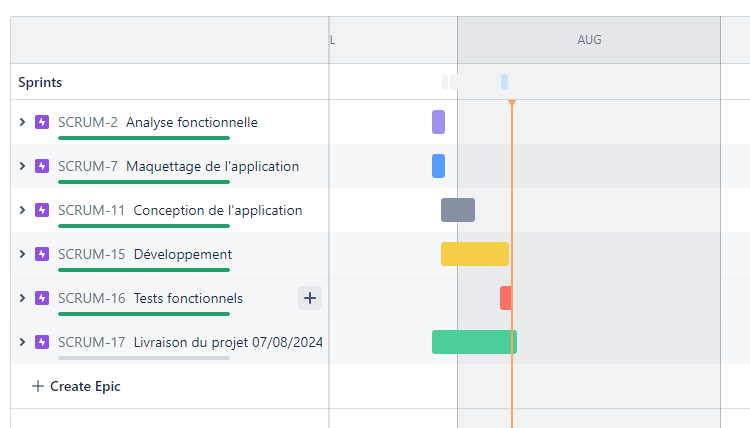 L
AUG
Sprints
SCRUM-2 Analyse fonctionnelle
SCRUM-7 Maquettage de l'application
SCRUM-11 Conception de l'application
SCRUM-15 Développement
SCRUM-16 Tests fonctionnels
SCRUM-17 Livraison du projet 07/08/2024
+ Create Epic